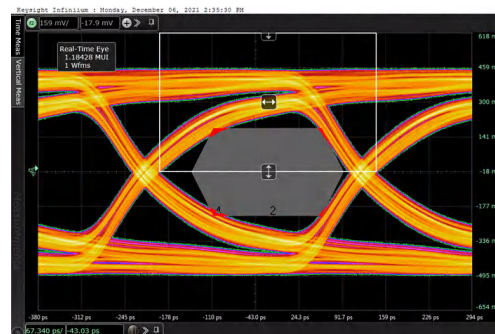 Keysight Infiniium : Monday, December 06, 2021 2:35:30 PM
159 mV/ -17.9 mV
618 m
Time Meas
Vertical Meas
Real-Time Eye
1.18428 MUI
1 Wfms
459 m
300 m
141 m
-18 m
4
2
-177 m
-336 m
-495 m
-654 m
-380 ps -312 ps -245 ps -178 ps -110 ps -43.0 ps 24.3 ps 91.7 ps 159 ps 226 ps 294 ps
67.340 ps/ -43.03 ps